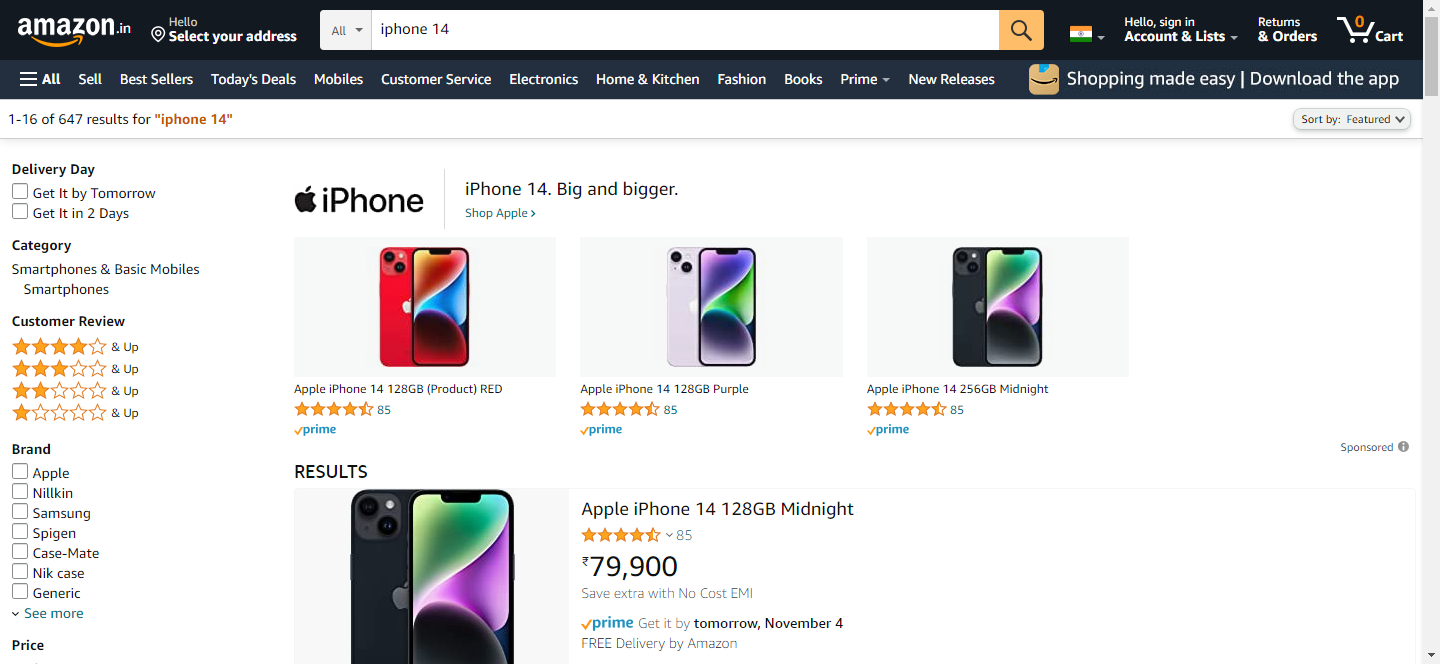 amazon.in
Hello
Select your address
All
iphone 14
Hello, sign in
Account & Lists
Returns
& Orders
0
Cart
All Sell Best Sellers Today's Deals Mobiles Customer Service Electronics Home & Kitchen Fashion Books Prime New Releases
Shopping made easy | Download the app
1-16 of 647 results for "iphone 14"
Sort by: Featured
Delivery Day
Get It by Tomorrow
Get It in 2 Days
Category
Smartphones & Basic Mobiles
Smartphones
Customer Review
& Up
& Up
& Up
& Up
Brand
Apple
Nillkin
Samsung
Spigen
Case-Mate
Nik case
Generic
See more
Price
iPhone
iPhone 14. Big and bigger.
Shop Apple ›
Apple iPhone 14 128GB (Product) RED
85
prime
Apple iPhone 14 128GB Purple
85
prime
Apple iPhone 14 256GB Midnight
85
prime
Sponsored
RESULTS
Apple iPhone 14 128GB Midnight
85
₹79,900
Save extra with No Cost EMI
prime Get it by tomorrow, November 4
FREE Delivery by Amazon